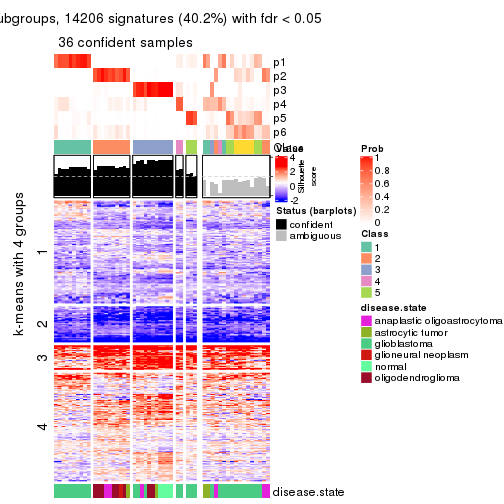 ubgroups, 14206 signatures (40.2%) with fdr < 0.05
36 confident samples
p1
p2
p3
p4
p5
p6
Class
Value
4
2
0
-2
Silhouette
score
Status (barplots)
confident
ambiguous
Prob
1
0.8
0.6
0.4
0.2
0
Class
1
2
3
4
5
disease.state
anaplastic oligoastrocytoma
astrocytic tumor
glioblastoma
glioneural neoplasm
normal
oligodendroglioma
k-means with 4 groups
1
2
3
4
disease.state